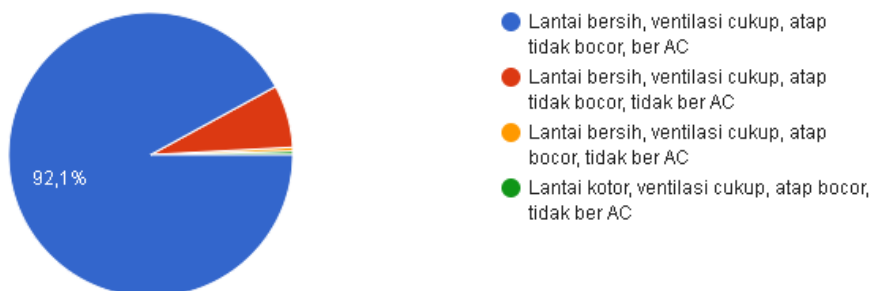 92,1%
Lantai bersih, ventilasi cukup, atap
tidak bocor, ber AC
Lantai bersih, ventilasi cukup, atap
tidak bocor, tidak ber AC
Lantai bersih, ventilasi cukup, atap
bocor, tidak ber AC
Lantai kotor, ventilasi cukup, atap bocor,
tidak ber AC